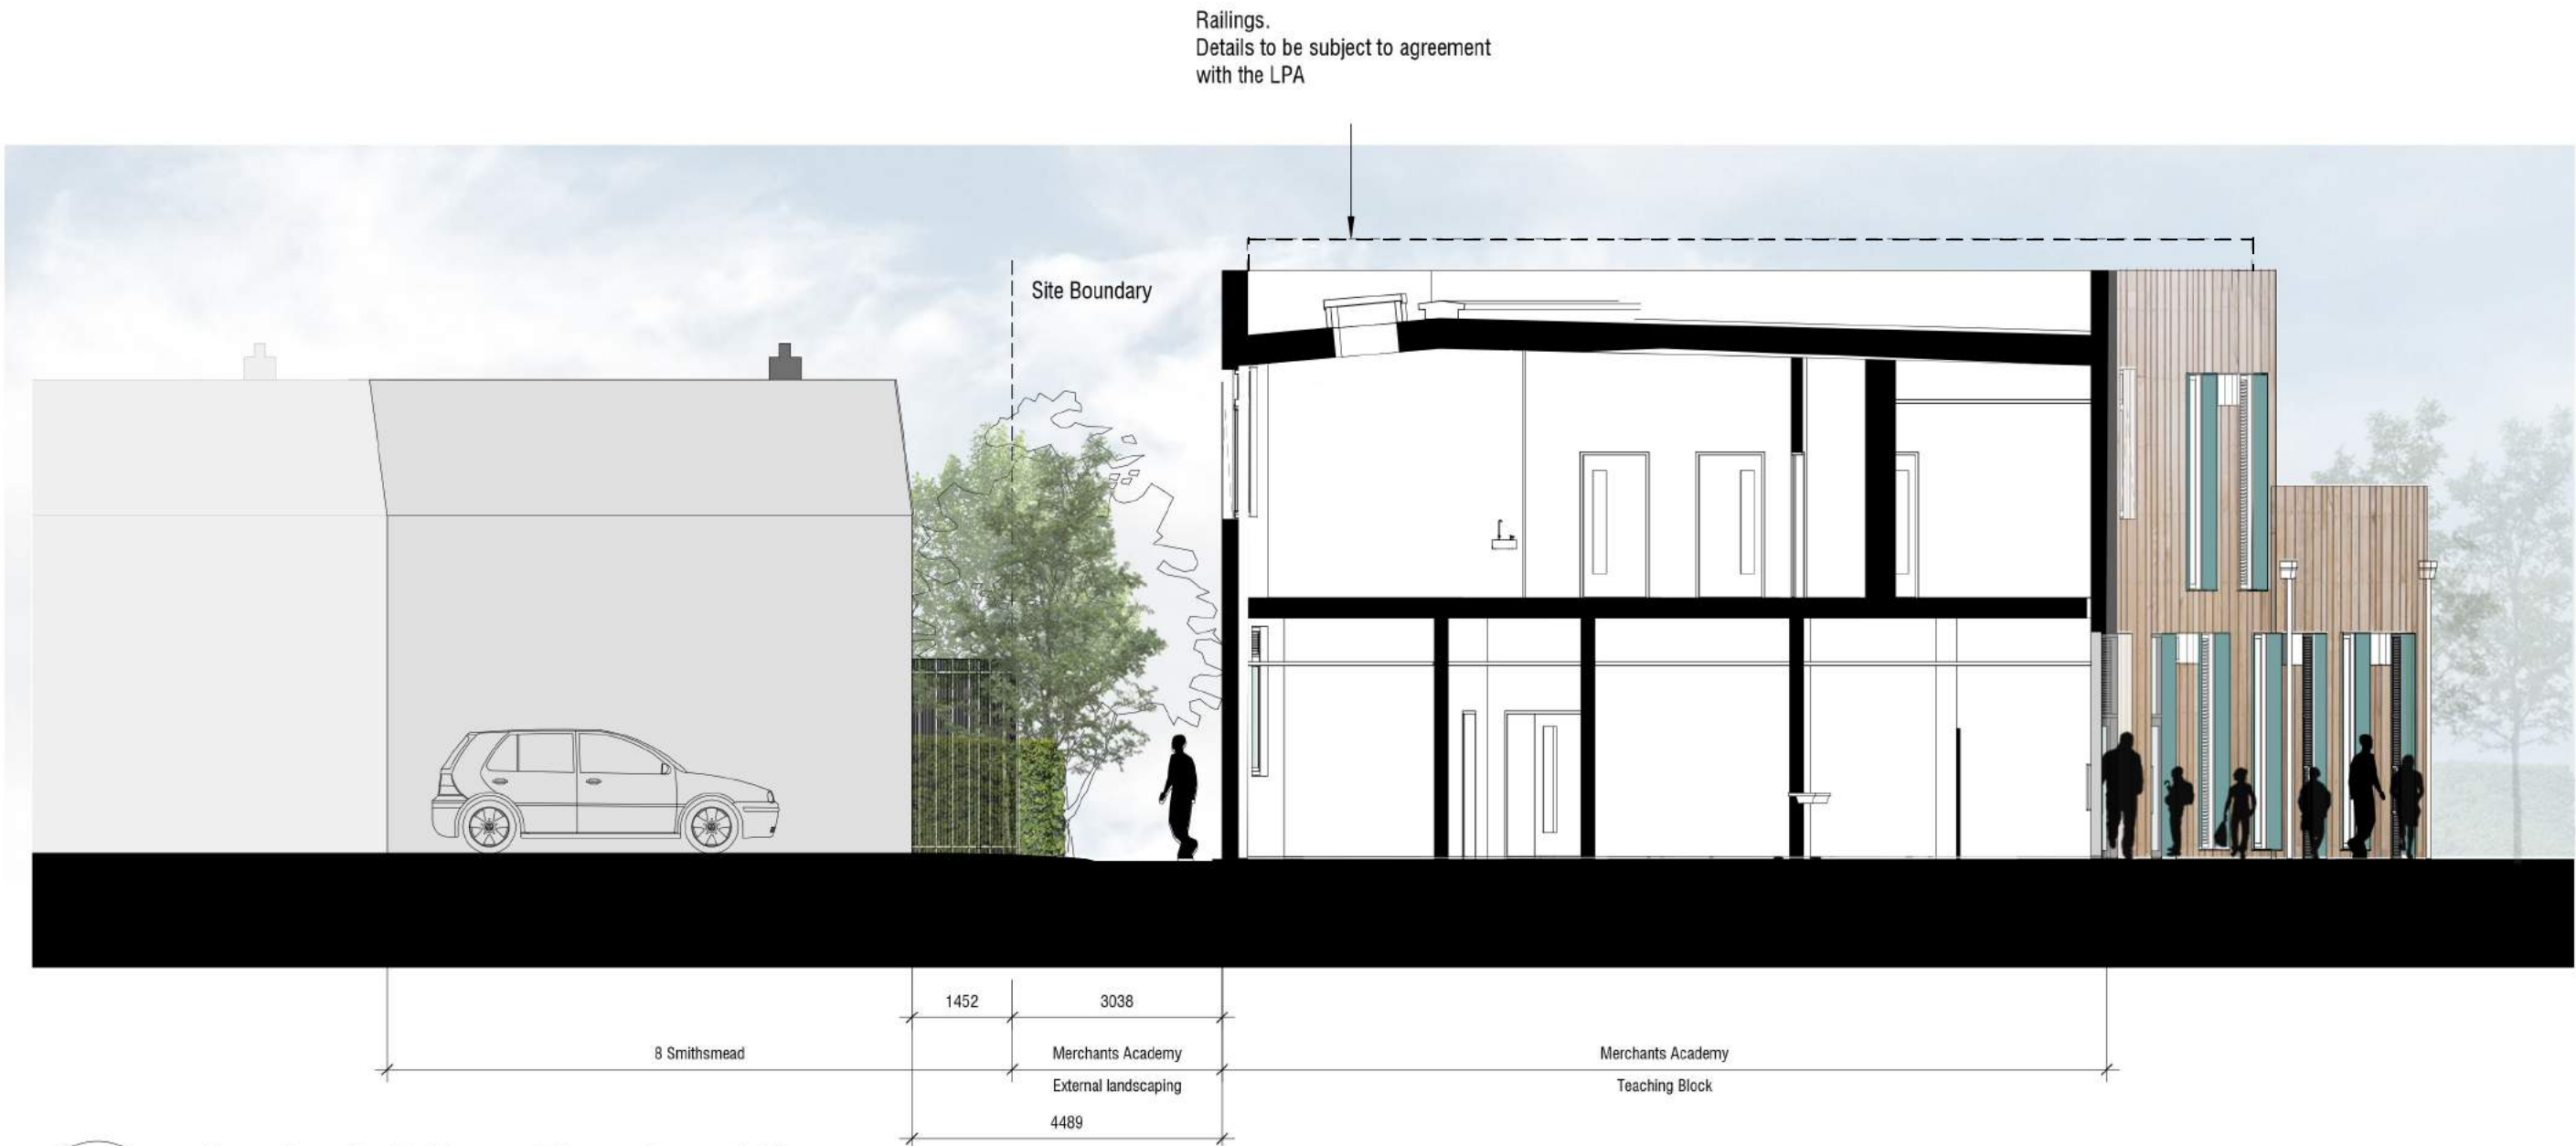 Railings.
Details to be subject to agreement
with the LPA
Site Boundary
1452
3038
8 Smithsmead
Merchants Academy
External landscaping
Merchants Academy
Teaching Block
4489